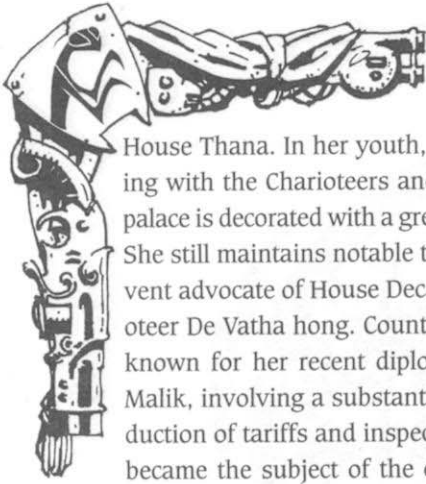 House Thana. In her youth,
ing with the Charioteers an
palace is decorated with a gre
She still maintains notable t
vent advocate of House Dec
oteer De Vatha hong. Count
known for her recent diplo
Malik, involving a substant
duction of tariffs and inspec
became the subject of the